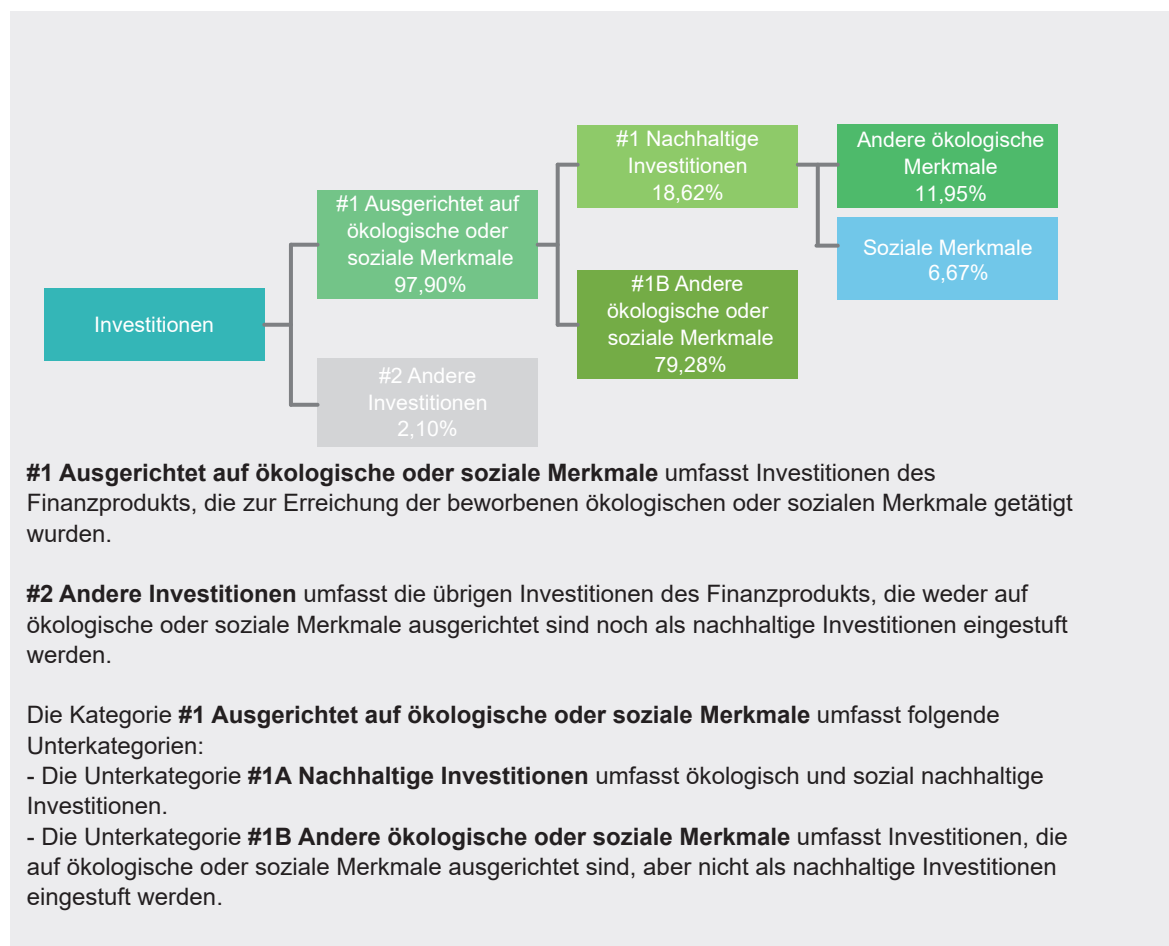 #1 Nachhaltige
Investitionen
18,62%
Andere ökologische
Merkmale
11,95%
#1 Ausgerichtet auf
ökologische oder
soziale Merkmale
97,90%
Soziale Merkmale
6,67%
#1B Andere
ökologische oder
soziale Merkmale
79,28%
Investitionen
#2 Andere
Investitionen
2,10%
#1 Ausgerichtet auf ökologische oder soziale Merkmale umfasst Investitionen des
Finanzprodukts, die zur Erreichung der beworbenen ökologischen oder sozialen Merkmale getätigt
wurden.
#2 Andere Investitionen umfasst die übrigen Investitionen des Finanzprodukts, die weder auf
ökologische oder soziale Merkmale ausgerichtet sind noch als nachhaltige Investitionen eingestuft
werden.
Die Kategorie #1 Ausgerichtet auf ökologische oder soziale Merkmale umfasst folgende
Unterkategorien:
- Die Unterkategorie #1A Nachhaltige Investitionen umfasst ökologisch und sozial nachhaltige
Investitionen.
- Die Unterkategorie #1B Andere ökologische oder soziale Merkmale umfasst Investitionen, die
auf ökologische oder soziale Merkmale ausgerichtet sind, aber nicht als nachhaltige Investitionen
eingestuft werden.